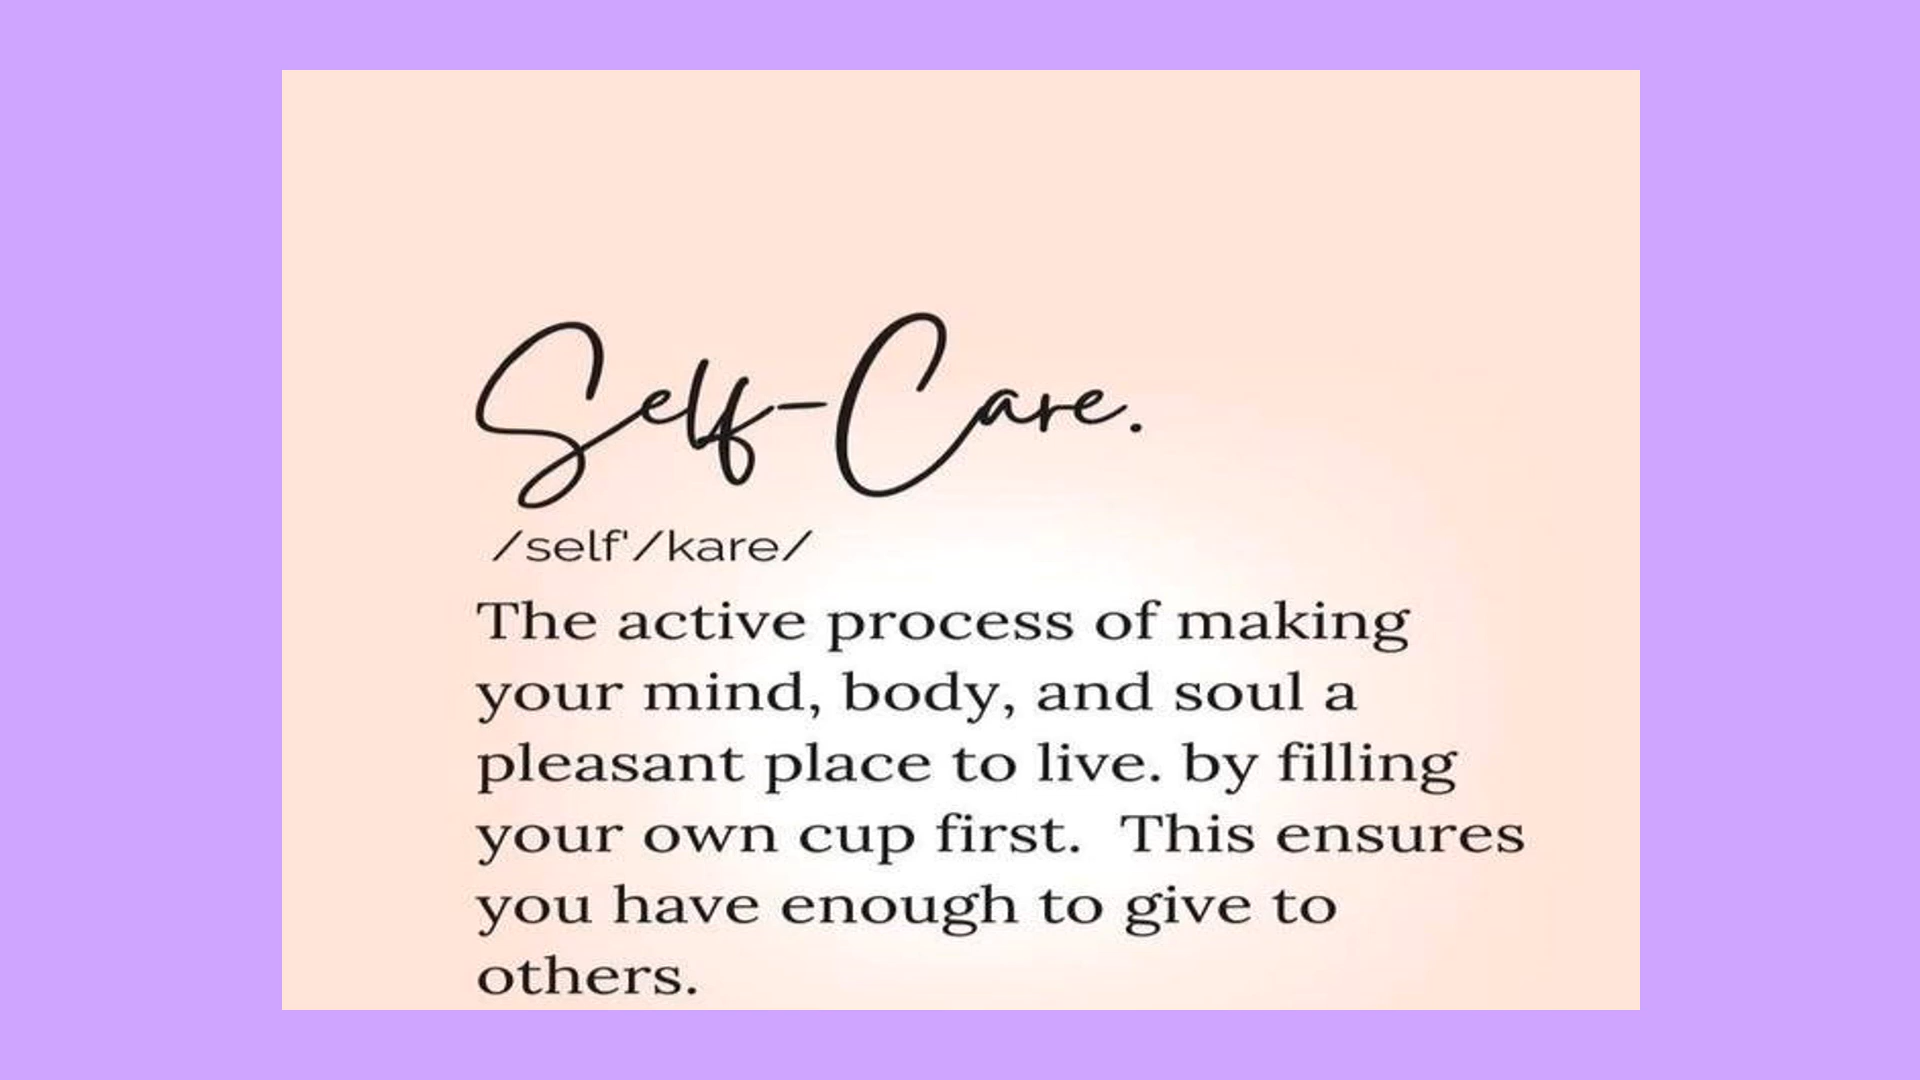 Self-Care.
/self'/kare/
The active process of making
your mind, body, and soul a
pleasant place to live. by filling
your own cup first.  This ensures
you have enough to give to
others.